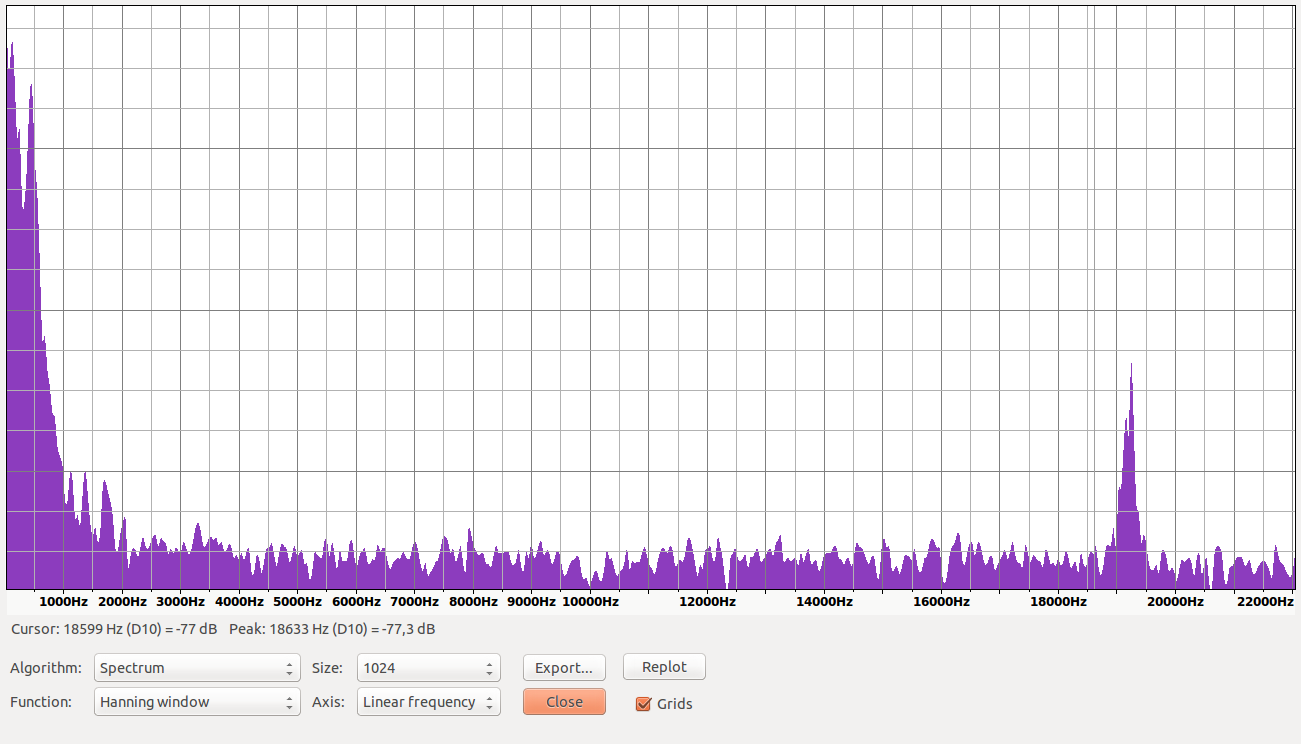 1000Hz 2000Hz 3000Hz 4000Hz 5000Hz 6000Hz 7000Hz 8000Hz 9000Hz 10000Hz 12000Hz 14000Hz 16000Hz 18000Hz 20000Hz 22000Hz
Cursor: 18599 Hz (D10) = -77 dB Peak: 18633 Hz (D10) = -77,3 dB
Algorithm: Spectrum Size: 1024 Export... Replot
Function: Hanning window Axis: Linear frequency Close Grids